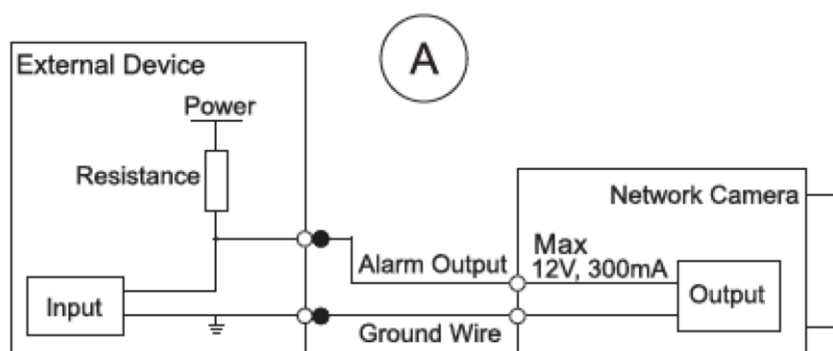 A
External Device
Power
Resistance
Network Camera
Max
12V, 300mA
Alarm Output
Output
Input
Ground Wire